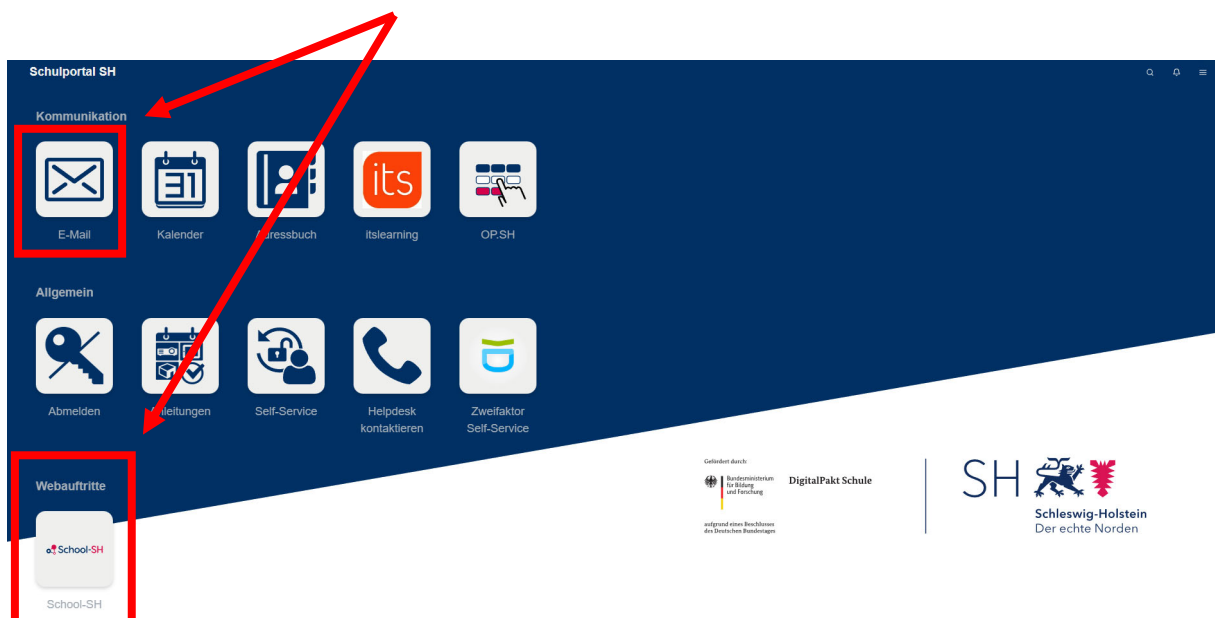 Schulportal SH
Kommunikation
31
its
E-Mail
Kalender
Adressbuch
itslearning
OP.SH
Allgemein
Abmelden
Anleitungen
Self-Service
Helpdesk
kontaktieren
Zweifaktor
Self-Service
Webauftritte
School-SH
School-SH
Gefördert durch:
Bundesministerium
für Bildung
und Forschung
DigitalPakt Schule
aufgrund eines Beschlusses
des Deutschen Bundestages
SH
Schleswig-Holstein
Der echte Norden